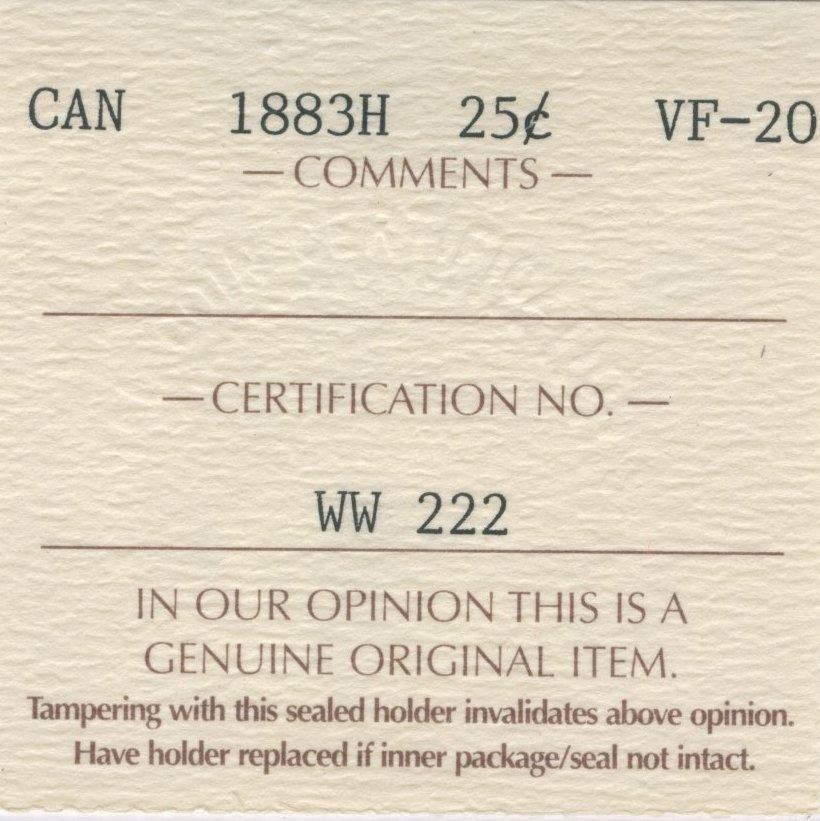 CAN 1883H 25¢ VF-20
— COMMENTS —
— CERTIFICATION NO. —
WW 222
IN OUR OPINION THIS IS A
GENUINE ORIGINAL ITEM.
Tampering with this sealed holder invalidates above opinion.
Have holder replaced if inner package/seal not intact.